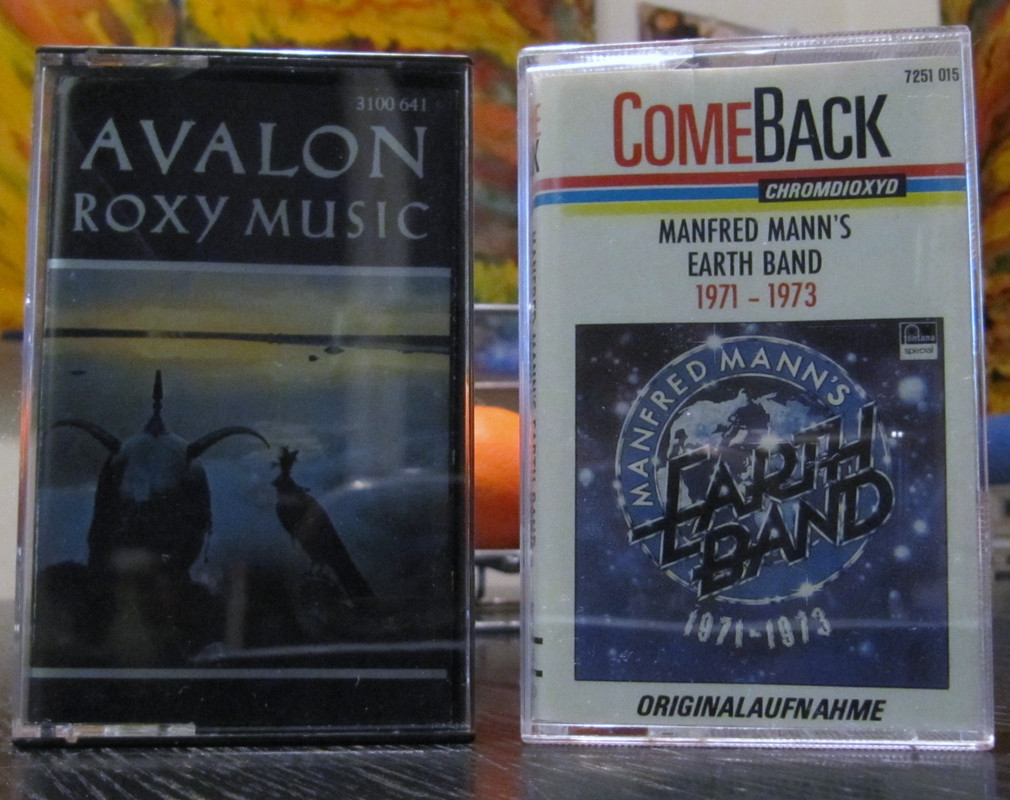 3100 641
AVALON
ROXY MUSIC
7251 015
COMEBACK
CHROMDIOXYD
MANFRED MANN'S
EARTH BAND
1971 - 1973
fontana
special
MANFRED MANN'S
EARTH
BAND
1971-1973
ORIGINALAUFNAHME